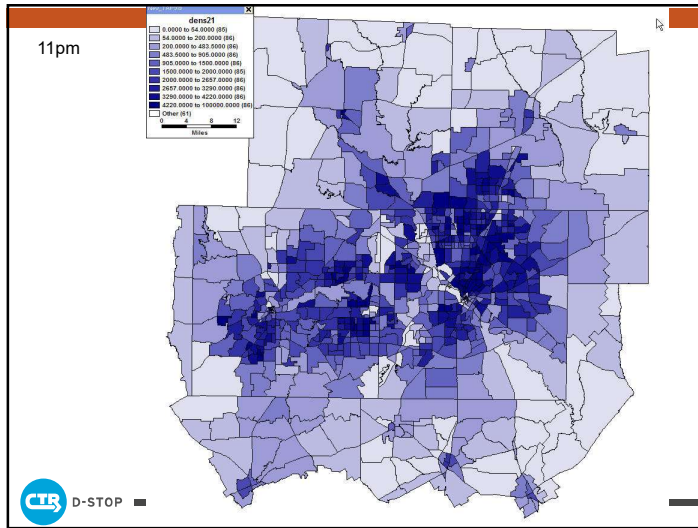 dens21
0.0000 to 54.0000 (85)
54.0000 to 200.0000 (86)
200.0000 to 483.5000 (86)
483.5000 to 905.0000 (86)
905.0000 to 1500.0000 (86)
1500.0000 to 2000.0000 (85)
2000.0000 to 2657.0000 (86)
2657.0000 to 3290.0000 (86)
3290.0000 to 4220.0000 (86)
4220.0000 to 100000.0000 (86)
Other (61)
0 4 8 12
Miles
11pm
CTR D-STOP